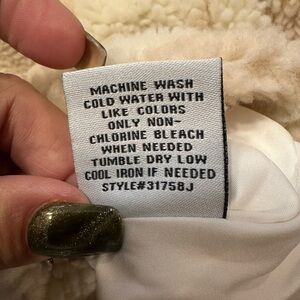 MACHINE WASH
COLD WATER WITH
LIKE COLORS
ONLY NON-
CHLORINE BLEACH
WHEN NEEDED
TUMBLE DRY LOW
COOL IRON IF NEEDED
STYLE#31758J